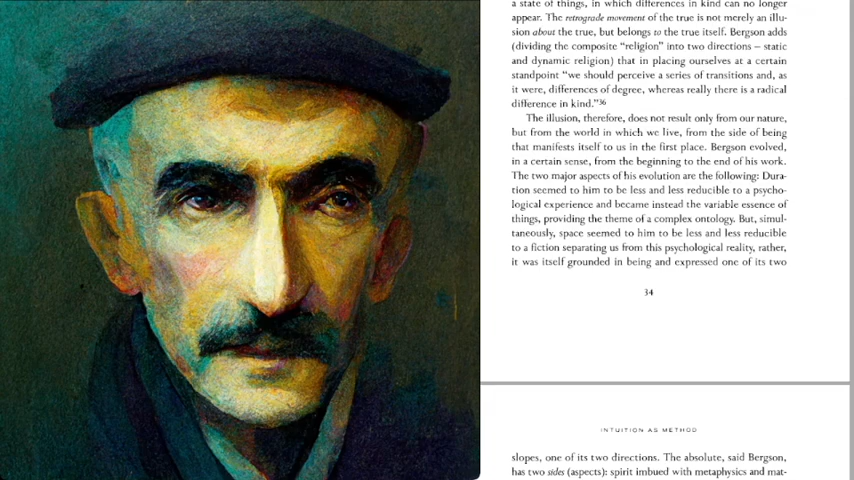 a state of things, in which differences in kind can no longer
appear. The retrograde movement of the true is not merely an illu-
sion about the true, but belongs to the true itself. Bergson adds
(dividing the composite “religion” into two directions – static
and dynamic religion) that in placing ourselves at a certain
standpoint “we should perceive a series of transitions and, as
it were, differences of degree, whereas really there is a radical
difference in kind.”36
The illusion, therefore, does not result only from our nature,
but from the world in which we live, from the side of being
that manifests itself to us in the first place. Bergson evolved,
in a certain sense, from the beginning to the end of his work.
The two major aspects of his evolution are the following: Dura-
tion seemed to him to be less and less reducible to a psycho-
logical experience and became instead the variable essence of
things, providing the theme of a complex ontology. But, simul-
taneously, space seemed to him to be less and less reducible
to a fiction separating us from this psychological reality, rather,
it was itself grounded in being and expressed one of its two
34
INTUITION AS METHOD
slopes, one of its two directions. The absolute, said Bergson,
has two sides (aspects): spirit imbued with metaphysics and mat-